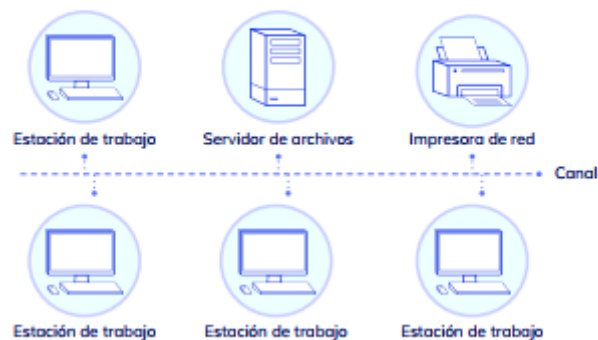 Estación de trabajo
Servidor de archivos
Impresora de red
Canal
Estación de trabajo
Estación de trabajo
Estación de trabajo